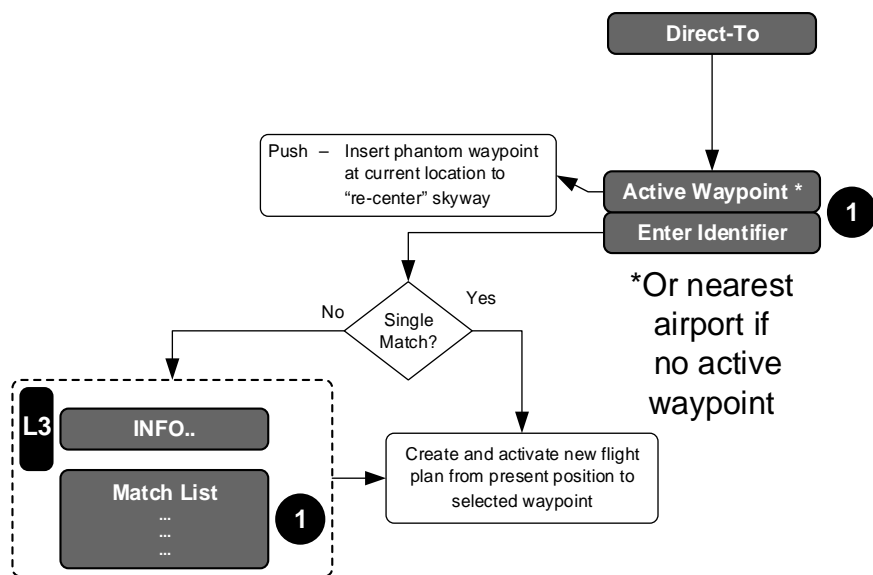 Direct-To
Push – Insert phantom waypoint
at current location to
“re-center” skyway
Active Waypoint *
Enter Identifier
1
*Or nearest
airport if
no active
waypoint
No
Yes
Single
Match?
L3
INFO..
Match List
...
...
...
1
Create and activate new flight
plan from present position to
selected waypoint